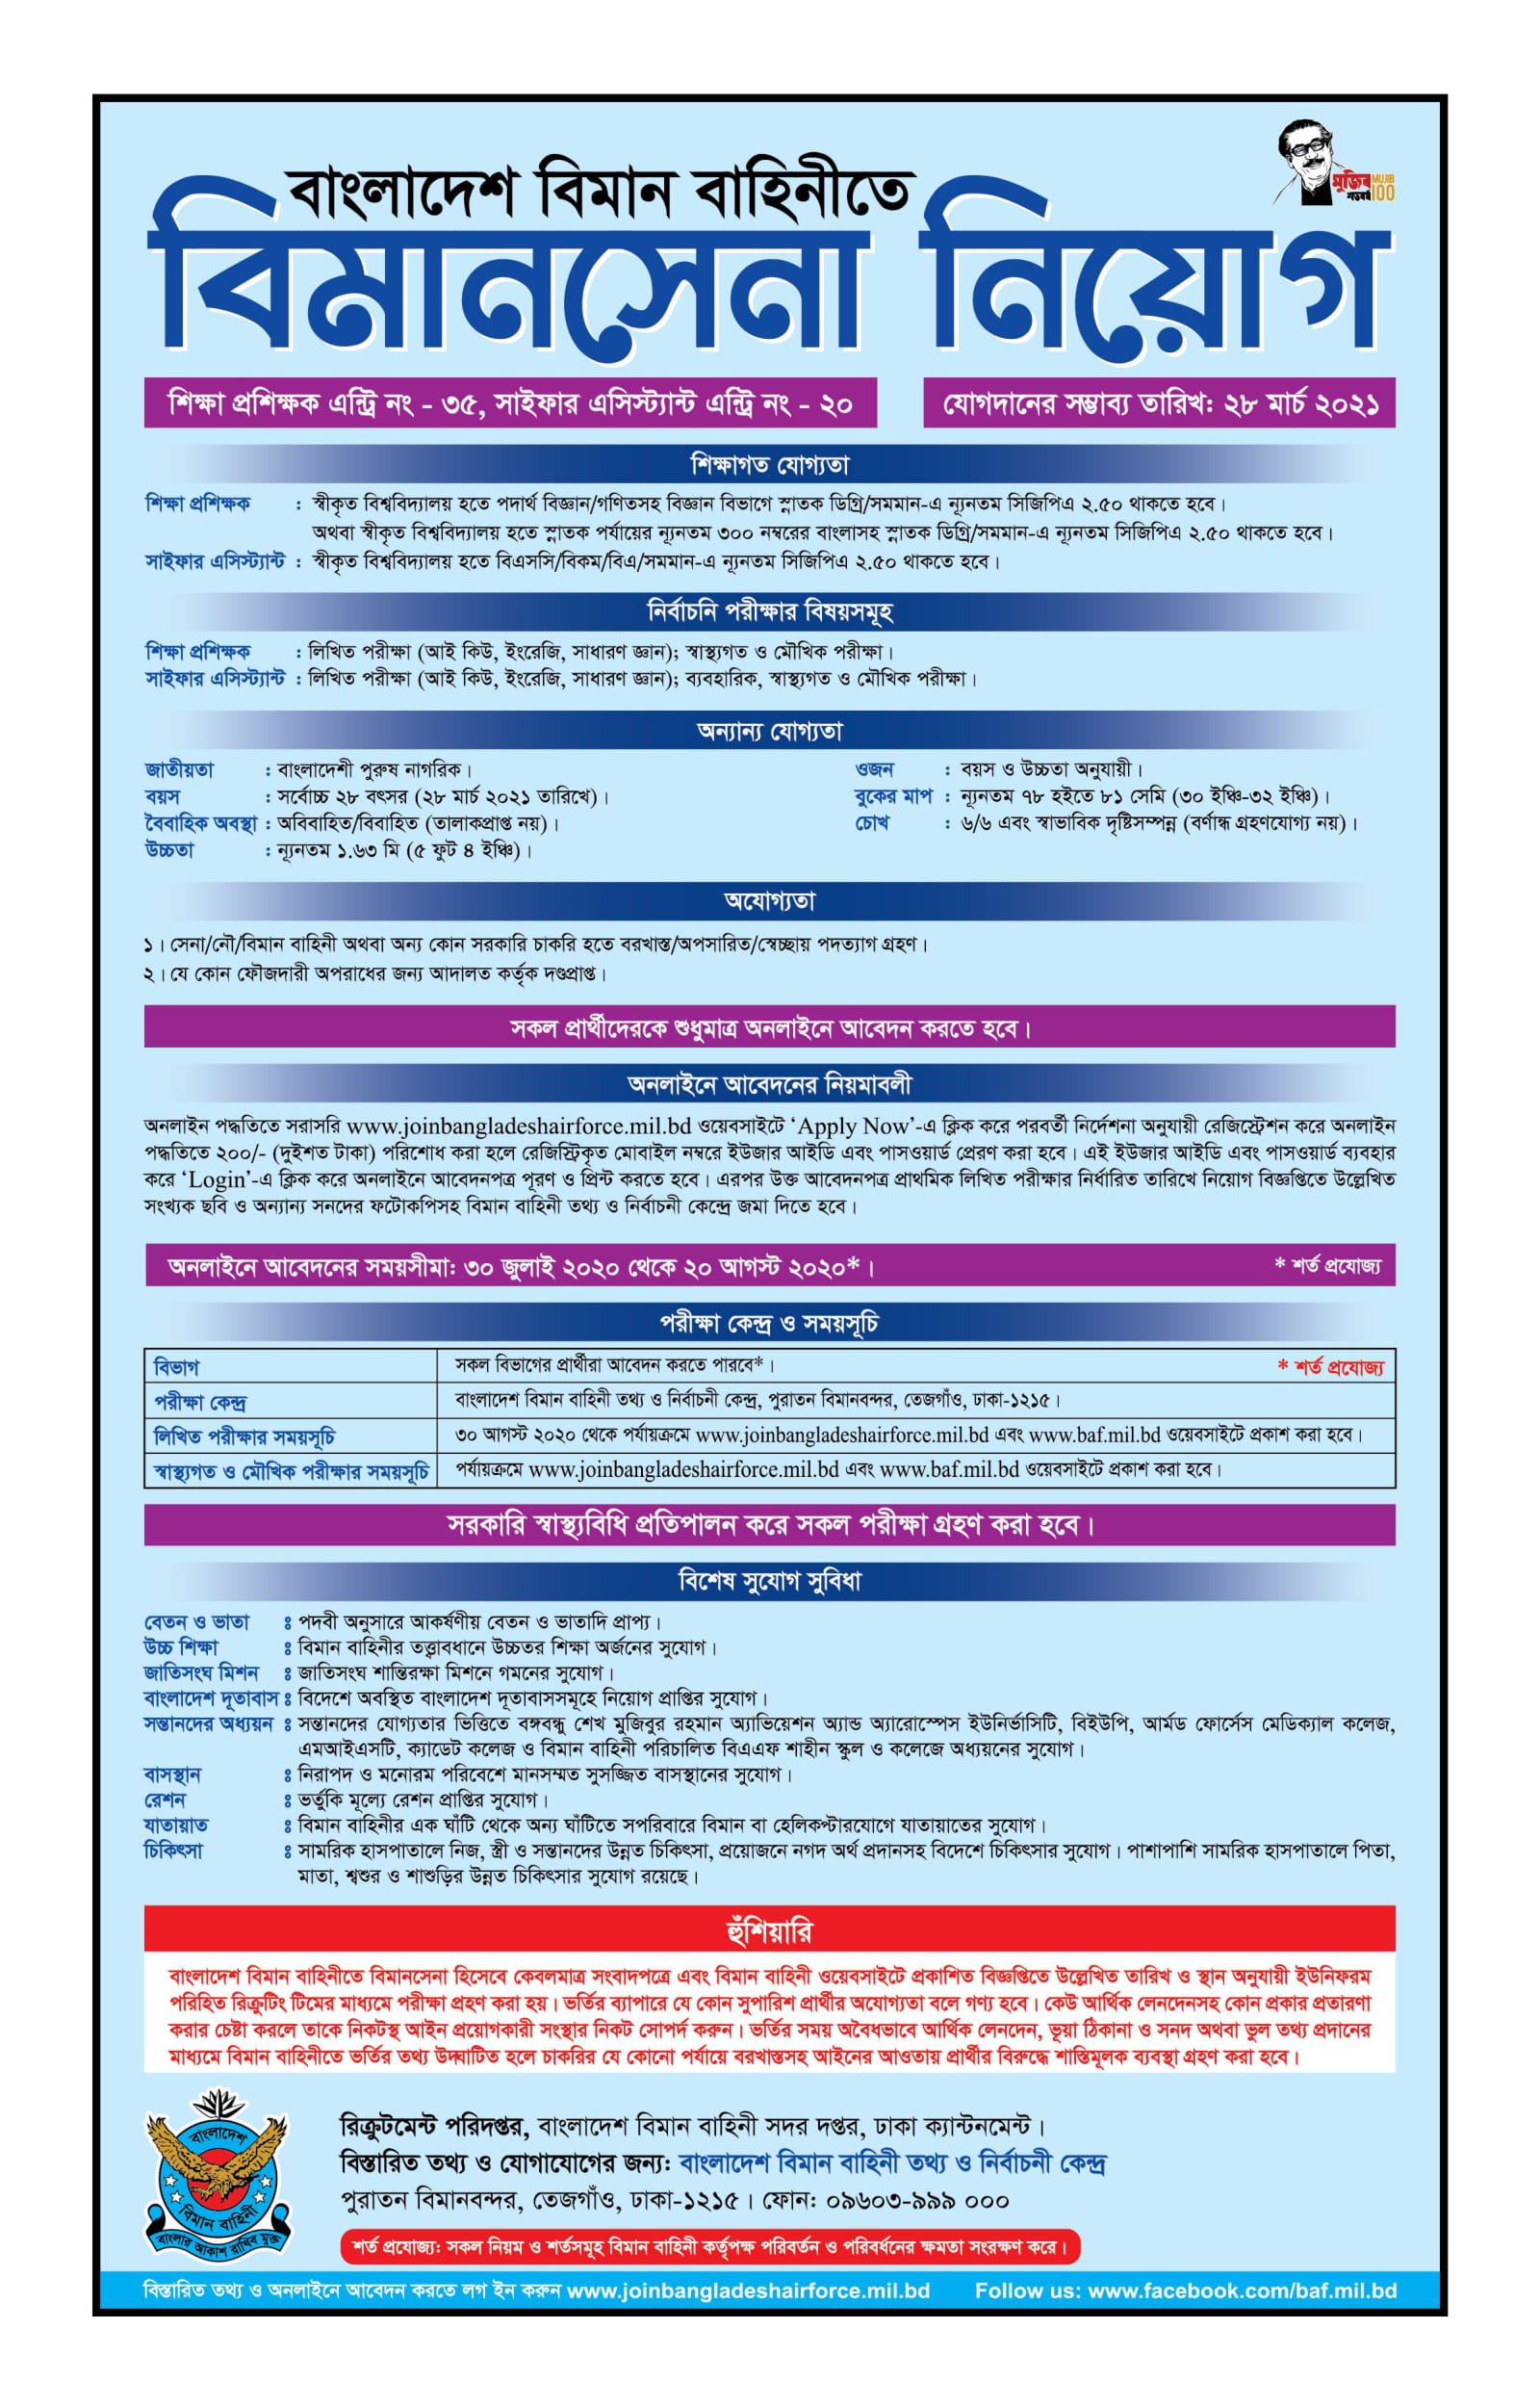 বাংলাদেশ বিমান বাহিনীতে
মুজিব MUJIB
শতবর্ষ 100
বিমানসেনা নিয়োগ
শিক্ষা প্রশিক্ষক এন্ট্রি নং - ৩৫, সাইফার এসিস্ট্যান্ট এন্ট্রি নং - ২০
যোগদানের সম্ভাব্য তারিখ: ২৮ মার্চ ২০২১
শিক্ষাগত যোগ্যতা
শিক্ষা প্রশিক্ষক : স্বীকৃত বিশ্ববিদ্যালয় হতে পদার্থ বিজ্ঞান/গণিতসহ বিজ্ঞান বিভাগে স্নাতক ডিগ্রি/সমমান-এ ন্যূনতম সিজিপিএ ২.৫০ থাকতে হবে।
অথবা স্বীকৃত বিশ্ববিদ্যালয় হতে স্নাতক পর্যায়ের ন্যূনতম ৩০০ নম্বরের বাংলাসহ স্নাতক ডিগ্রি/সমমান-এ ন্যূনতম সিজিপিএ ২.৫০ থাকতে হবে।
সাইফার এসিস্ট্যান্ট : স্বীকৃত বিশ্ববিদ্যালয় হতে বিএসসি/বিকম/বিএ/সমমান-এ ন্যূনতম সিজিপিএ ২.৫০ থাকতে হবে।
নির্বাচনি পরীক্ষার বিষয়সমূহ
শিক্ষা প্রশিক্ষক : লিখিত পরীক্ষা (আই কিউ, ইংরেজি, সাধারণ জ্ঞান); স্বাস্থ্যগত ও মৌখিক পরীক্ষা।
সাইফার এসিস্ট্যান্ট : লিখিত পরীক্ষা (আই কিউ, ইংরেজি, সাধারণ জ্ঞান); ব্যবহারিক, স্বাস্থ্যগত ও মৌখিক পরীক্ষা।
অন্যান্য যোগ্যতা
জাতীয়তা : বাংলাদেশী পুরুষ নাগরিক।
বয়স : সর্বোচ্চ ২৮ বৎসর (২৮ মার্চ ২০২১ তারিখে)।
বৈবাহিক অবস্থা : অবিবাহিত/বিবাহিত (তালাকপ্রাপ্ত নয়)।
উচ্চতা : ন্যূনতম ১.৬৩ মি (৫ ফুট ৪ ইঞ্চি)।
ওজন : বয়স ও উচ্চতা অনুযায়ী।
বুকের মাপ : ন্যূনতম ৭৮ হইতে ৮১ সেমি (৩০ ইঞ্চি-৩২ ইঞ্চি)।
চোখ : ৬/৬ এবং স্বাভাবিক দৃষ্টিসম্পন্ন (বর্ণান্ধ গ্রহণযোগ্য নয়)।
অযোগ্যতা
১। সেনা/নৌ/বিমান বাহিনী অথবা অন্য কোন সরকারি চাকরি হতে বরখাস্ত/অপসারিত/স্বেচ্ছায় পদত্যাগ গ্রহণ।
২। যে কোন ফৌজদারী অপরাধের জন্য আদালত কর্তৃক দণ্ডপ্রাপ্ত।
সকল প্রার্থীদেরকে শুধুমাত্র অনলাইনে আবেদন করতে হবে।
অনলাইনে আবেদনের নিয়মাবলী
অনলাইন পদ্ধতিতে সরাসরি www.joinbangladeshairforce.mil.bd ওয়েবসাইটে ‘Apply Now’-এ ক্লিক করে পরবর্তী নির্দেশনা অনুযায়ী রেজিস্ট্রেশন করে অনলাইন
পদ্ধতিতে ২০০/- (দুইশত টাকা) পরিশোধ করা হলে রেজিস্ট্রিকৃত মোবাইল নম্বরে ইউজার আইডি এবং পাসওয়ার্ড প্রেরণ করা হবে। এই ইউজার আইডি এবং পাসওয়ার্ড ব্যবহার
করে ‘Login’-এ ক্লিক করে অনলাইনে আবেদনপত্র পূরণ ও প্রিন্ট করতে হবে। এরপর উক্ত আবেদনপত্র প্রাথমিক লিখিত পরীক্ষার নির্ধারিত তারিখে নিয়োগ বিজ্ঞপ্তিতে উল্লেখিত
সংখ্যক ছবি ও অন্যান্য সনদের ফটোকপিসহ বিমান বাহিনী তথ্য ও নির্বাচনী কেন্দ্রে জমা দিতে হবে।
অনলাইনে আবেদনের সময়সীমা: ৩০ জুলাই ২০২০ থেকে ২০ আগস্ট ২০২০*। * শর্ত প্রযোজ্য
পরীক্ষা কেন্দ্র ও সময়সূচি
বিভাগ সকল বিভাগের প্রার্থীরা আবেদন করতে পারবে*। * শর্ত প্রযোজ্য
পরীক্ষা কেন্দ্র বাংলাদেশ বিমান বাহিনী তথ্য ও নির্বাচনী কেন্দ্র, পুরাতন বিমানবন্দর, তেজগাঁও, ঢাকা-১২১৫।
লিখিত পরীক্ষার সময়সূচি ৩০ আগস্ট ২০২০ থেকে পর্যায়ক্রমে www.joinbangladeshairforce.mil.bd এবং www.baf.mil.bd ওয়েবসাইটে প্রকাশ করা হবে।
স্বাস্থ্যগত ও মৌখিক পরীক্ষার সময়সূচি পর্যায়ক্রমে www.joinbangladeshairforce.mil.bd এবং www.baf.mil.bd ওয়েবসাইটে প্রকাশ করা হবে।
সরকারি স্বাস্থ্যবিধি প্রতিপালন করে সকল পরীক্ষা গ্রহণ করা হবে।
বিশেষ সুযোগ সুবিধা
বেতন ও ভাতা ঃ পদবী অনুসারে আকর্ষণীয় বেতন ও ভাতাদি প্রাপ্য।
উচ্চ শিক্ষা ঃ বিমান বাহিনীর তত্ত্বাবধানে উচ্চতর শিক্ষা অর্জনের সুযোগ।
জাতিসংঘ মিশন ঃ জাতিসংঘ শান্তিরক্ষা মিশনে গমনের সুযোগ।
বাংলাদেশ দূতাবাস ঃ বিদেশে অবস্থিত বাংলাদেশ দূতাবাসসমূহে নিয়োগ প্রাপ্তির সুযোগ।
সন্তানদের অধ্যয়ন ঃ সন্তানদের যোগ্যতার ভিত্তিতে বঙ্গবন্ধু শেখ মুজিবুর রহমান অ্যাভিয়েশন অ্যান্ড অ্যারোস্পেস ইউনির্ভাসিটি, বিইউপি, আর্মড ফোর্সেস মেডিক্যাল কলেজ,
এমআইএসটি, ক্যাডেট কলেজ ও বিমান বাহিনী পরিচালিত বিএএফ শাহীন স্কুল ও কলেজে অধ্যয়নের সুযোগ।
বাসস্থান ঃ নিরাপদ ও মনোরম পরিবেশে মানসম্মত সুসজ্জিত বাসস্থানের সুযোগ।
রেশন ঃ ভর্তুকি মূল্যে রেশন প্রাপ্তির সুযোগ।
যাতায়াত ঃ বিমান বাহিনীর এক ঘাঁটি থেকে অন্য ঘাঁটিতে সপরিবারে বিমান বা হেলিকপ্টারযোগে যাতায়াতের সুযোগ।
চিকিৎসা ঃ সামরিক হাসপাতালে নিজ, স্ত্রী ও সন্তানদের উন্নত চিকিৎসা, প্রয়োজনে নগদ অর্থ প্রদানসহ বিদেশে চিকিৎসার সুযোগ। পাশাপাশি সামরিক হাসপাতালে পিতা,
মাতা, শ্বশুর ও শাশুড়ির উন্নত চিকিৎসার সুযোগ রয়েছে।
হুঁশিয়ারি
বাংলাদেশ বিমান বাহিনীতে বিমানসেনা হিসেবে কেবলমাত্র সংবাদপত্রে এবং বিমান বাহিনী ওয়েবসাইটে প্রকাশিত বিজ্ঞপ্তিতে উল্লেখিত তারিখ ও স্থান অনুযায়ী ইউনিফরম
পরিহিত রিক্রুটিং টিমের মাধ্যমে পরীক্ষা গ্রহণ করা হয়। ভর্তির ব্যাপারে যে কোন সুপারিশ প্রার্থীর অযোগ্যতা বলে গণ্য হবে। কেউ আর্থিক লেনদেনসহ কোন প্রকার প্রতারণা
করার চেষ্টা করলে তাকে নিকটস্থ আইন প্রয়োগকারী সংস্থার নিকট সোপর্দ করুন। ভর্তির সময় অবৈধভাবে আর্থিক লেনদেন, ভূয়া ঠিকানা ও সনদ অথবা ভুল তথ্য প্রদানের
মাধ্যমে বিমান বাহিনীতে ভর্তির তথ্য উদ্ঘাটিত হলে চাকরির যে কোনো পর্যায়ে বরখাস্তসহ আইনের আওতায় প্রার্থীর বিরুদ্ধে শাস্তিমূলক ব্যবস্থা গ্রহণ করা হবে।
বাংলাদেশ
বিমান বাহিনী
বাংলার আকাশ রাখিব মুক্ত
রিক্রুটমেন্ট পরিদপ্তর, বাংলাদেশ বিমান বাহিনী সদর দপ্তর, ঢাকা ক্যান্টনমেন্ট।
বিস্তারিত তথ্য ও যোগাযোগের জন্য: বাংলাদেশ বিমান বাহিনী তথ্য ও নির্বাচনী কেন্দ্র
পুরাতন বিমানবন্দর, তেজগাঁও, ঢাকা-১২১৫। ফোন: ০৯৬০৩-৯৯৯ ০০০
শর্ত প্রযোজ্য: সকল নিয়ম ও শর্তসমূহ বিমান বাহিনী কর্তৃপক্ষ পরিবর্তন ও পরিবর্ধনের ক্ষমতা সংরক্ষণ করে।
বিস্তারিত তথ্য ও অনলাইনে আবেদন করতে লগ ইন করুন www.joinbangladeshairforce.mil.bd Follow us: www.facebook.com/baf.mil.bd